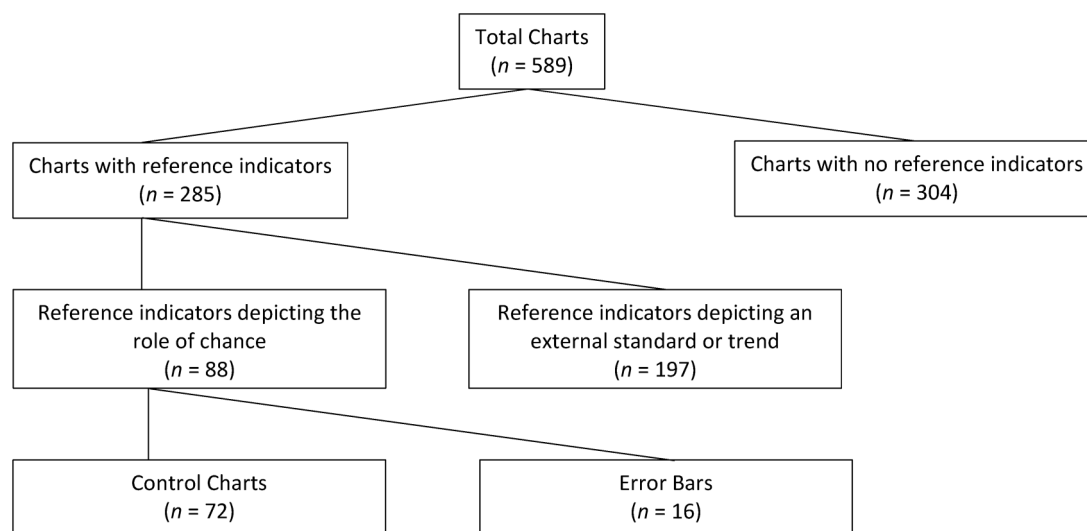 Total Charts
(n = 589)
Charts with reference indicators
(n = 285)
Charts with no reference indicators
(n = 304)
Reference indicators depicting the
role of chance
(n = 88)
Reference indicators depicting an
external standard or trend
(n = 197)
Control Charts
(n = 72)
Error Bars
(n = 16)